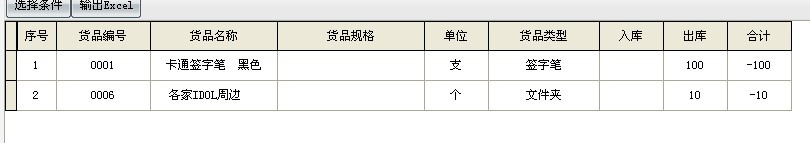 选择条件 输出Excel
序号 货品编号 货品名称 货品规格 单位 货品类型 入库 出库 合计
1 0001 卡通签字笔 黑色 支 签字笔 100 -100
2 0006 各家IDOL周边 个 文件夹 10 -10